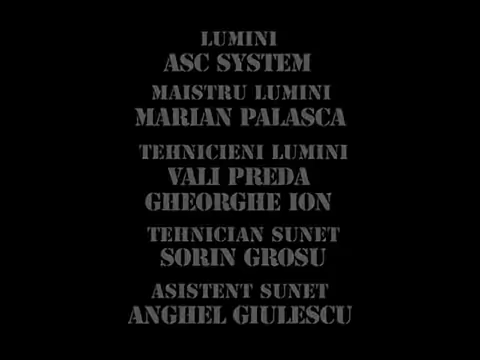 LUMINI
ASC SYSTEM
MAISTRU LUMINI
MARIAN PALASCA
TEHNICIENI LUMINI
VALI PREDA
GHEORGHE ION
TEHNICIAN SUNET
SORIN GROSU
ASISTENT SUNET
ANGHEL GIULESCU